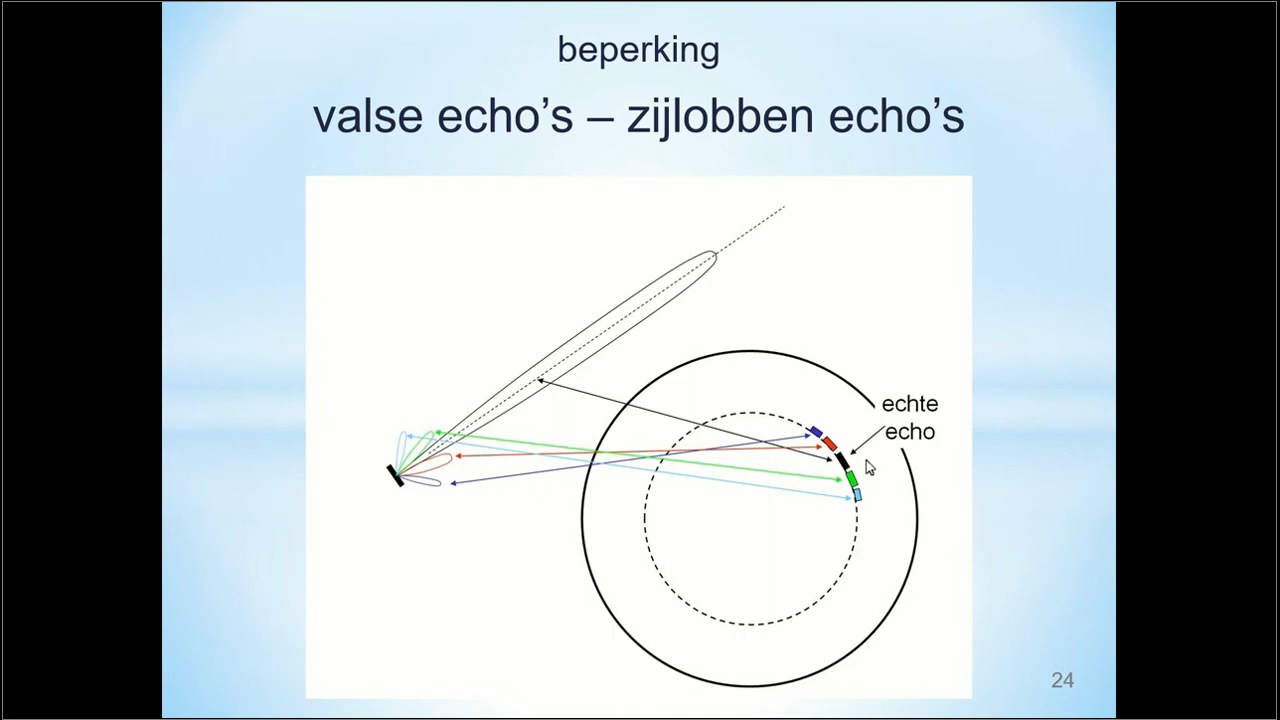 beperking
valse echo’s – zijlobben echo’s
echte
echo
24